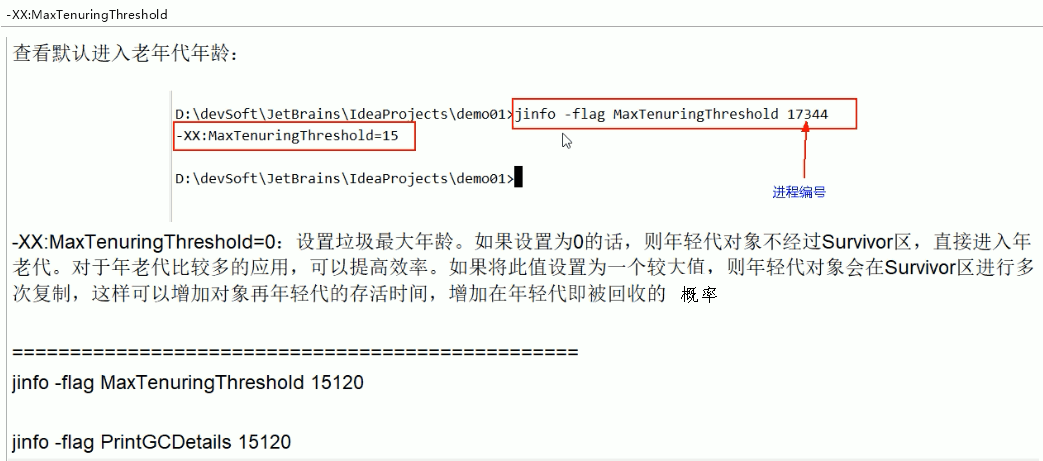 -XX:MaxTenuringThreshold
查看默认进入老年代年龄：
D:\devSoft\JetBrains\IdeaProjects\demo01>jinfo -flag MaxTenuringThreshold 17344
-XX:MaxTenuringThreshold=15
D:\devSoft\JetBrains\IdeaProjects\demo01>
进程编号
-XX:MaxTenuringThreshold=0：设置垃圾最大年龄。如果设置为0的话，则年轻代对象不经过Survivor区，直接进入年
老代。对于年老代比较多的应用，可以提高效率。如果将此值设置为一个较大值，则年轻代对象会在Survivor区进行多
次复制，这样可以增加对象再年轻代的存活时间，增加在年轻代即被回收的 概率
=================================================
jinfo -flag MaxTenuringThreshold 15120
jinfo -flag PrintGCDetails 15120